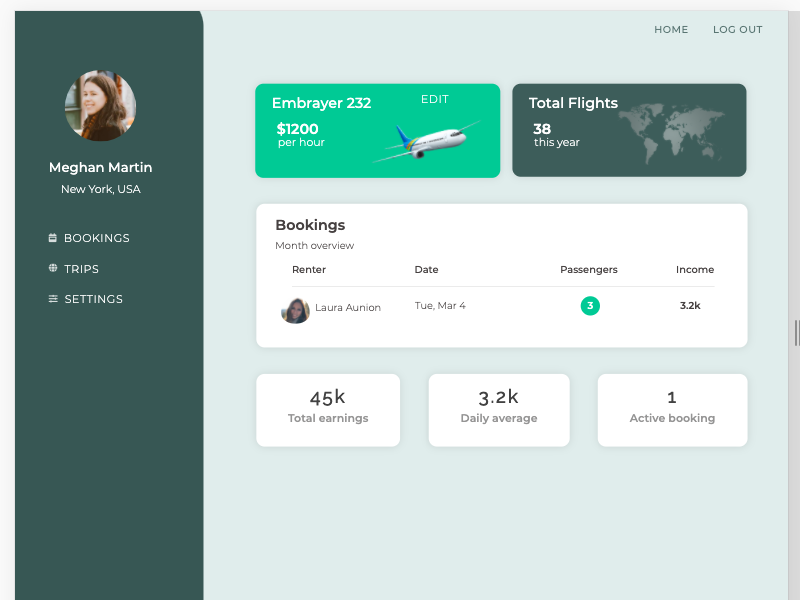 HOME LOG OUT
Meghan Martin
New York, USA
BOOKINGS
TRIPS
SETTINGS
Embrayer 232 EDIT
$1200
per hour
Total Flights
38
this year
Bookings
Month overview
Renter Date Passengers Income
Laura Aunion Tue, Mar 4 3 3.2k
45k
Total earnings
3.2k
Daily average
1
Active booking